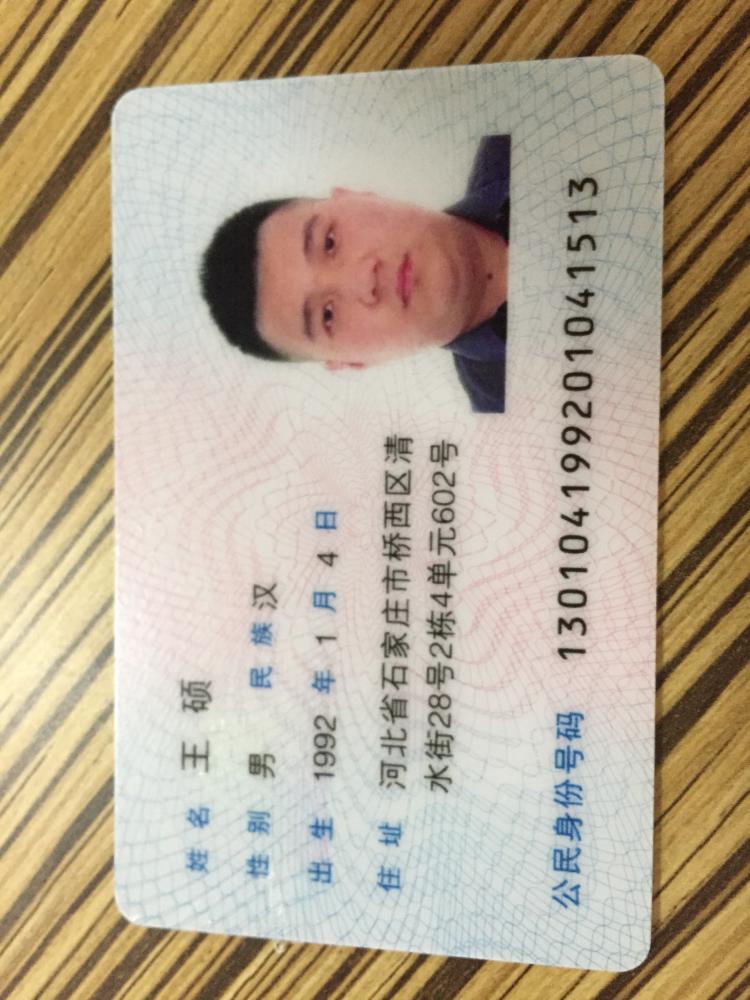 姓名 王硕
性别 男 民族 汉
出生 1992 年 1 月 4 日
住址 河北省石家庄市桥西区清
水街28号2栋4单元602号
公民身份号码 130104199201041513